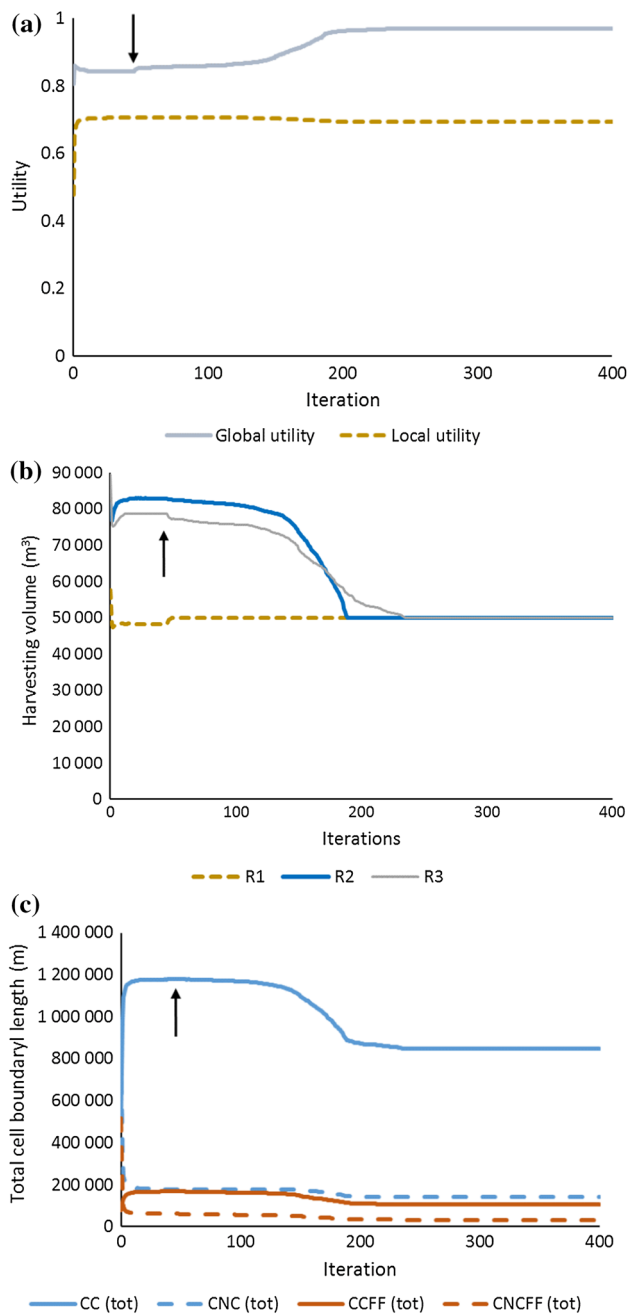 (a)
1
0.8
0.6
0.4
0.2
0
Utility
0 100 200 300 400
Iteration
Global utility Local utility
(b)
90 000
80 000
70 000
60 000
50 000
40 000
30 000
20 000
10 000
0
Harvesting volume (m³)
0 100 200 300 400
Iterations
R1 R2 R3
(c)
1 400 000
1 200 000
1 000 000
800 000
600 000
400 000
200 000
0
Total cell boundaryl length (m)
0 100 200 300 400
Iteration
CC (tot) CNC (tot) CCFF (tot) CNCFF (tot)